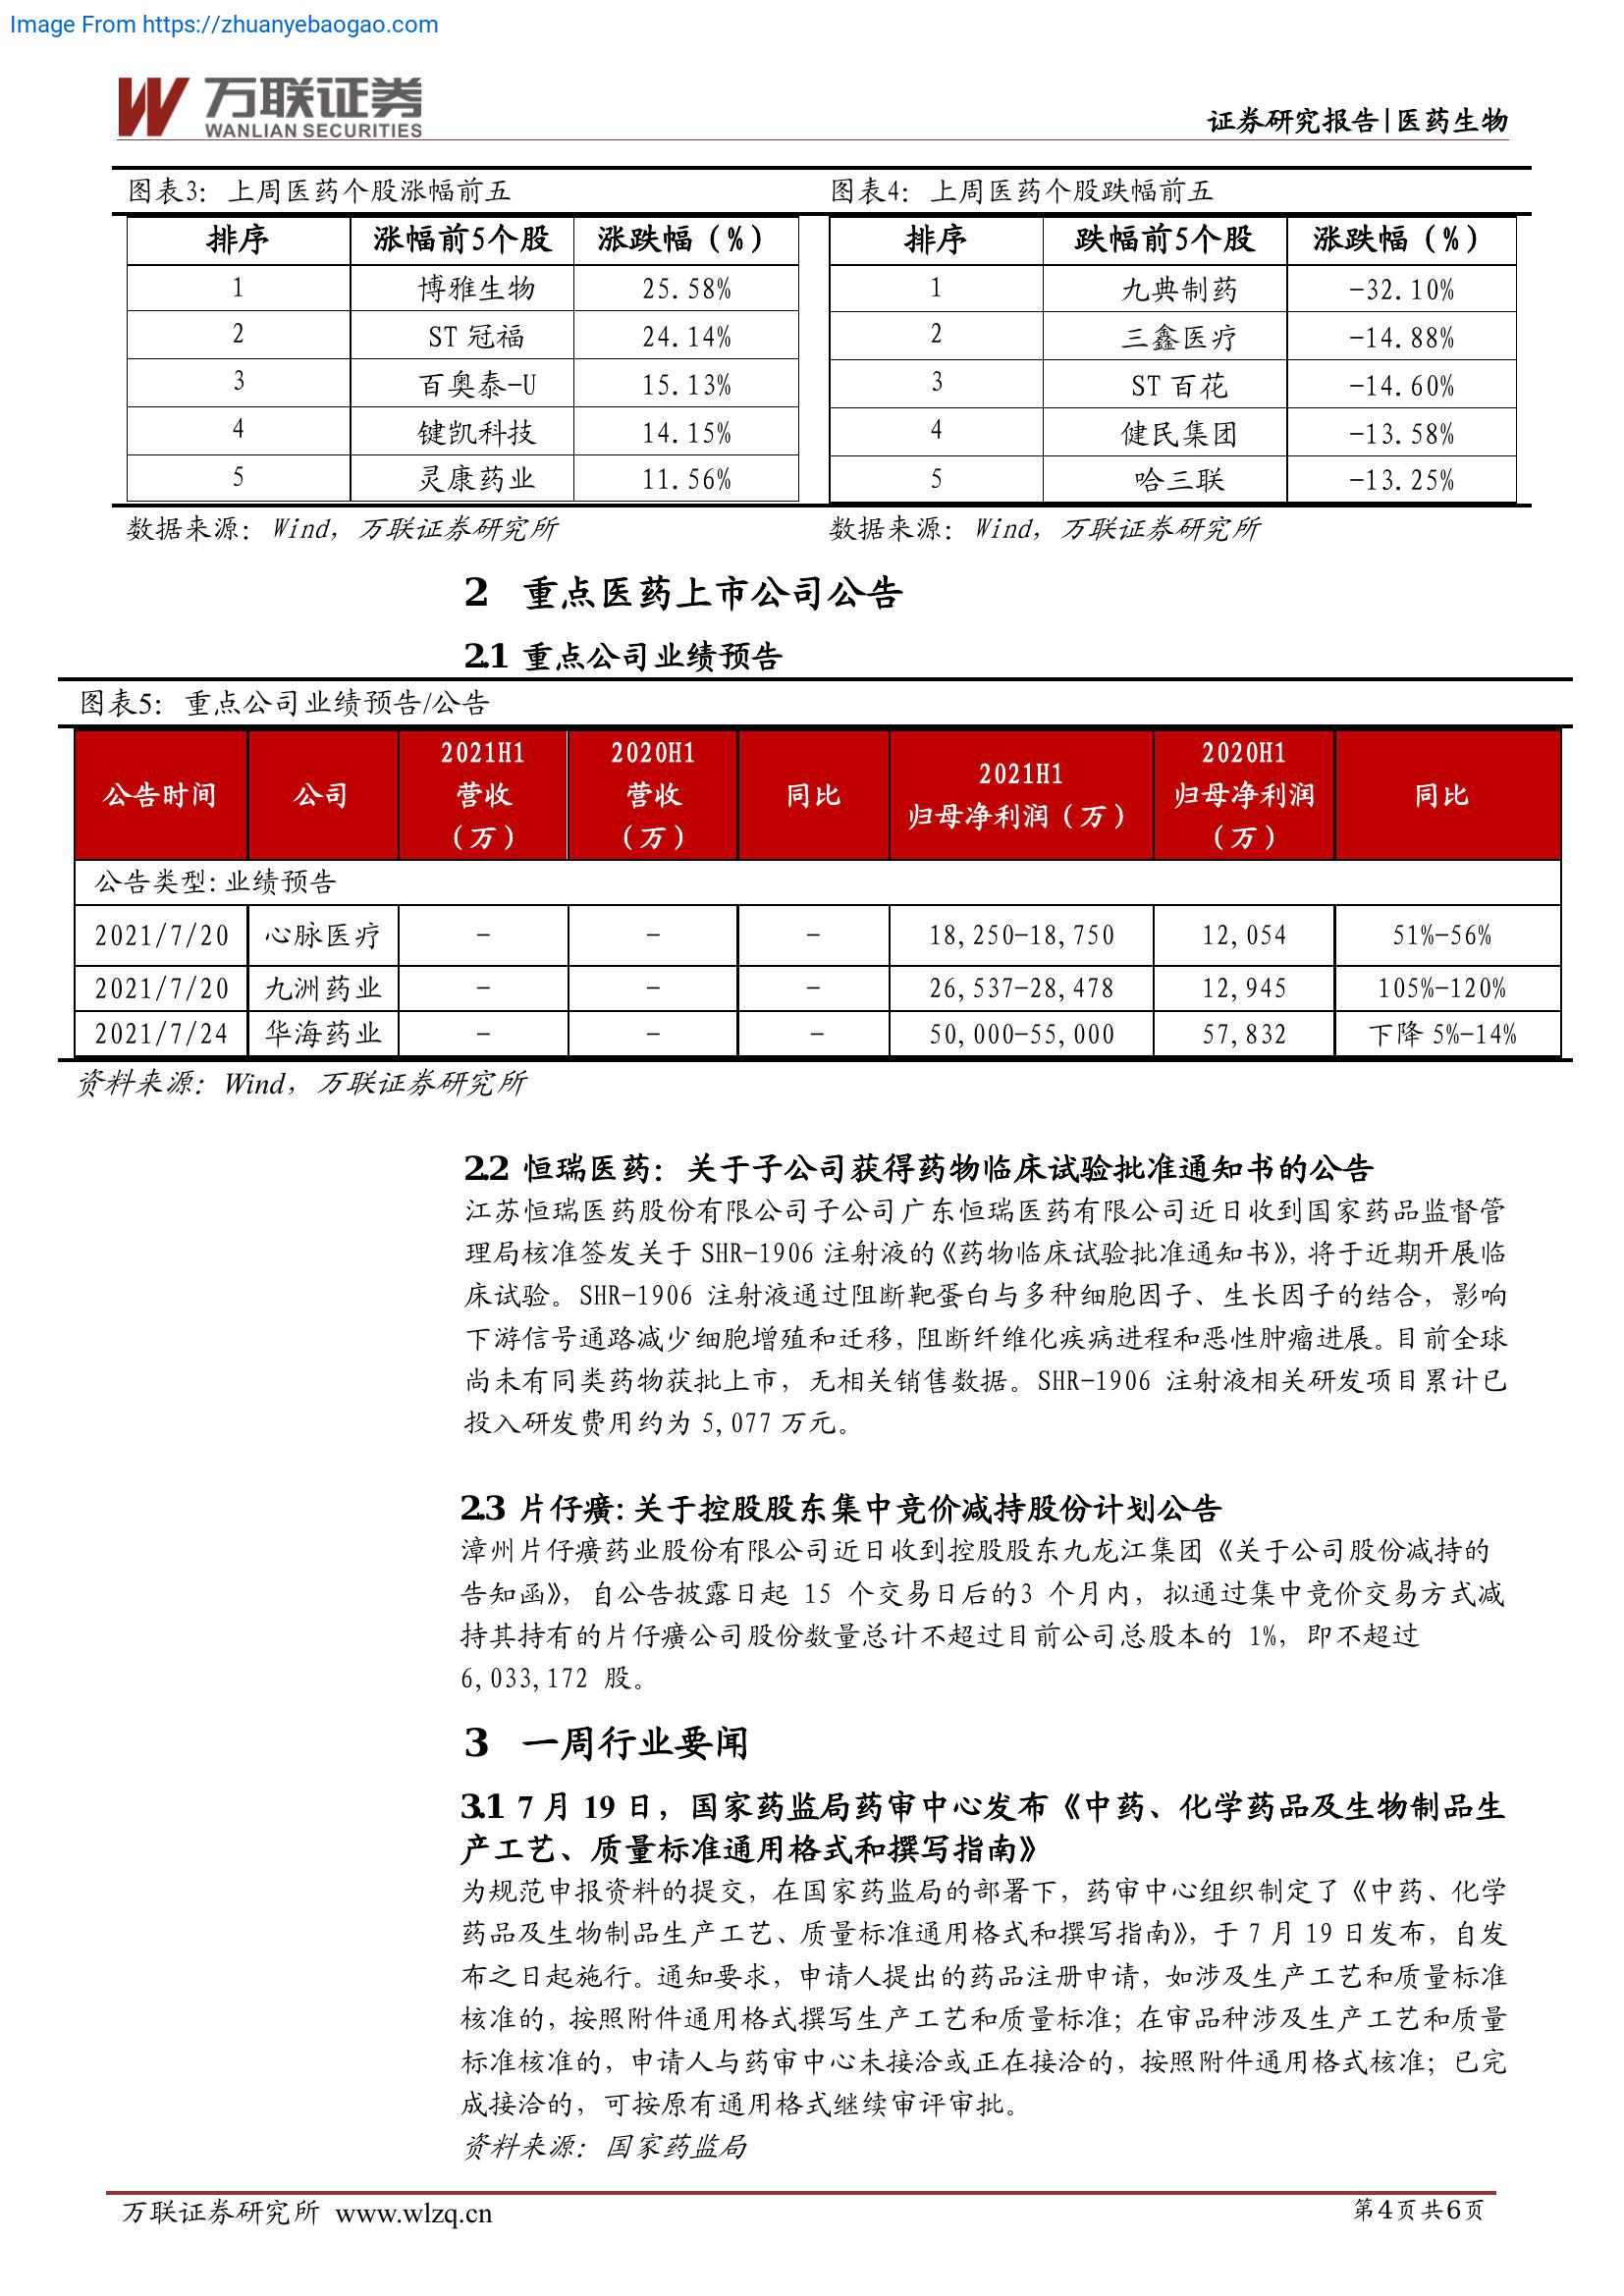 Image From https://zhuanyebaogao.com
万联证券
WANLIAN SECURITIES
证券研究报告|医药生物
图表3：上周医药个股涨幅前五
排序 涨幅前5个股 涨跌幅（%）
1 博雅生物 25.58%
2 ST 冠福 24.14%
3 百奥泰-U 15.13%
4 键凯科技 14.15%
5 灵康药业 11.56%
数据来源：Wind，万联证券研究所
图表4：上周医药个股跌幅前五
排序 跌幅前5个股 涨跌幅（%）
1 九典制药 -32.10%
2 三鑫医疗 -14.88%
3 ST 百花 -14.60%
4 健民集团 -13.58%
5 哈三联 -13.25%
数据来源：Wind，万联证券研究所
2 重点医药上市公司公告
2.1 重点公司业绩预告
图表5：重点公司业绩预告/公告
公告时间 公司 2021H1 营收 （万） 2020H1 营收 （万） 同比 2021H1 归母净利润（万） 2020H1 归母净利润 （万） 同比
公告类型:业绩预告
2021/7/20 心脉医疗 - - - 18,250-18,750 12,054 51%-56%
2021/7/20 九洲药业 - - - 26,537-28,478 12,945 105%-120%
2021/7/24 华海药业 - - - 50,000-55,000 57,832 下降 5%-14%
资料来源：Wind，万联证券研究所
2.2 恒瑞医药：关于子公司获得药物临床试验批准通知书的公告
江苏恒瑞医药股份有限公司子公司广东恒瑞医药有限公司近日收到国家药品监督管
理局核准签发关于 SHR-1906 注射液的《药物临床试验批准通知书》，将于近期开展临
床试验。SHR-1906 注射液通过阻断靶蛋白与多种细胞因子、生长因子的结合，影响
下游信号通路减少细胞增殖和迁移，阻断纤维化疾病进程和恶性肿瘤进展。目前全球
尚未有同类药物获批上市，无相关销售数据。SHR-1906 注射液相关研发项目累计已
投入研发费用约为 5,077 万元。
2.3 片仔癀:关于控股股东集中竞价减持股份计划公告
漳州片仔癀药业股份有限公司近日收到控股股东九龙江集团《关于公司股份减持的
告知函》，自公告披露日起 15 个交易日后的3 个月内，拟通过集中竞价交易方式减
持其持有的片仔癀公司股份数量总计不超过目前公司总股本的 1%，即不超过
6,033,172 股。
3 一周行业要闻
3.1 7 月 19 日，国家药监局药审中心发布《中药、化学药品及生物制品生
产工艺、质量标准通用格式和撰写指南》
为规范申报资料的提交，在国家药监局的部署下，药审中心组织制定了《中药、化学
药品及生物制品生产工艺、质量标准通用格式和撰写指南》，于 7 月 19 日发布，自发
布之日起施行。通知要求，申请人提出的药品注册申请，如涉及生产工艺和质量标准
核准的，按照附件通用格式撰写生产工艺和质量标准；在审品种涉及生产工艺和质量
标准核准的，申请人与药审中心未接洽或正在接洽的，按照附件通用格式核准；已完
成接洽的，可按原有通用格式继续审评审批。
资料来源：国家药监局
万联证券研究所 www.wlzq.cn
第4页共6页